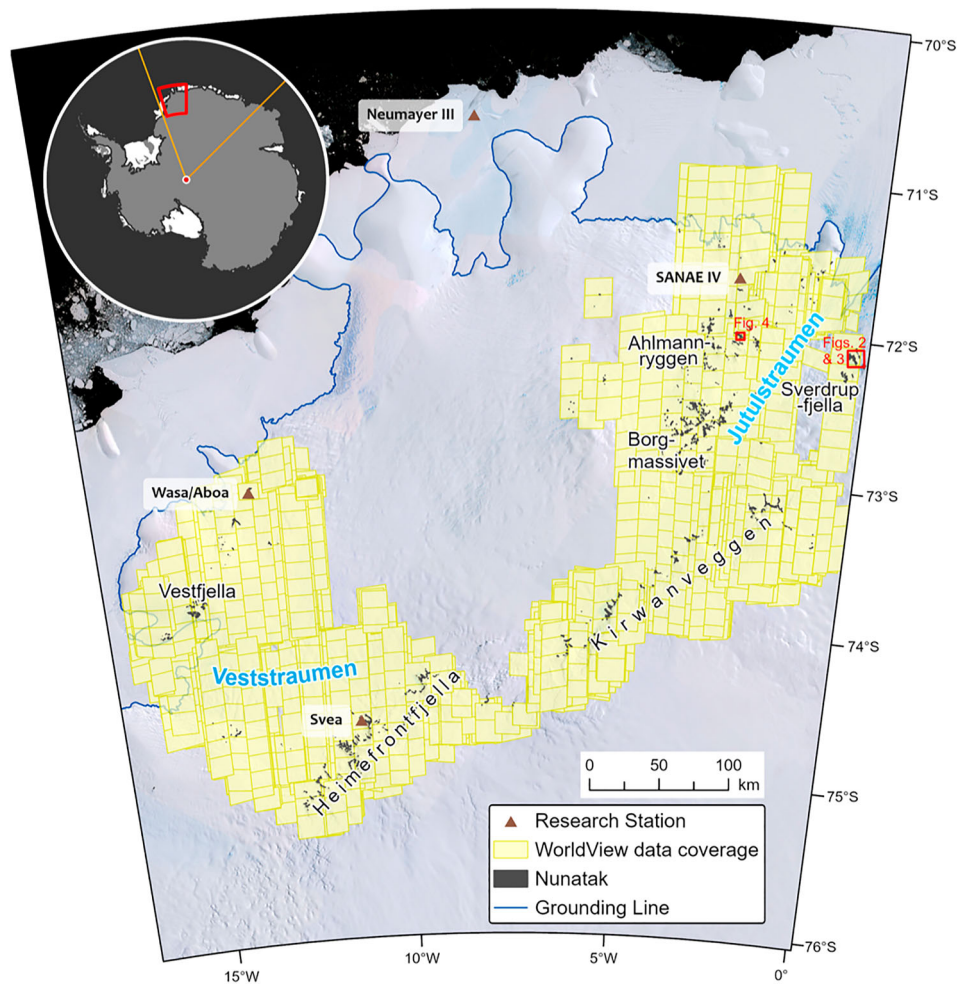 70°S
Neumayer III
71°S
SANAE IV
Fig. 4
Ahlmann-
ryggen
72°S
Figs. 2
& 3
Jutulstraumen
Sverdrup
-fjella
Borg-
massivet
Wasa/Aboa
73°S
Kirwanveggen
Vestfjella
74°S
Veststraumen
Svea
Heimefrontfjella
0 50 100
km
75°S
Research Station
WorldView data coverage
Nunatak
Grounding Line
76°S
15°W
10°W
5°W
0°